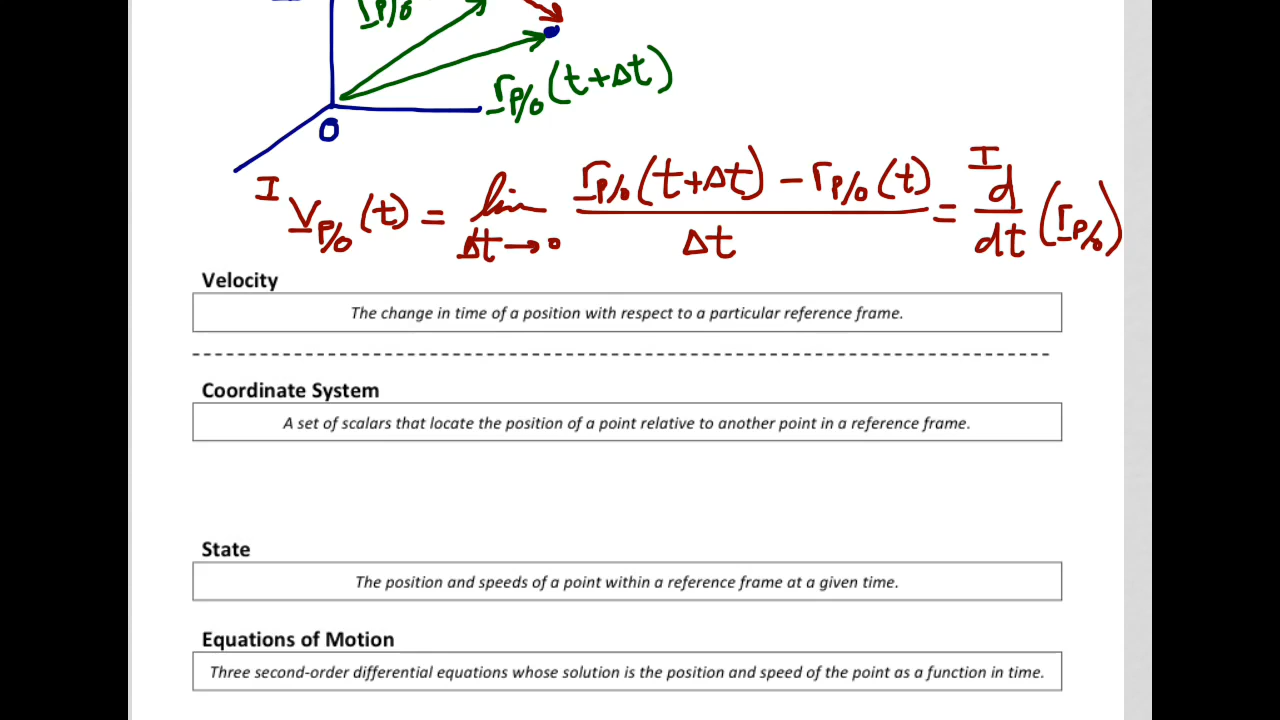 r_P/O
r_P/O (t+Δt)
O
I v_P/O (t) = lim Δt→0 (r_P/O (t+Δt) − r_P/O (t)) / Δt = I d/dt (r_P/O)
Velocity
The change in time of a position with respect to a particular reference frame.
Coordinate System
A set of scalars that locate the position of a point relative to another point in a reference frame.
State
The position and speeds of a point within a reference frame at a given time.
Equations of Motion
Three second-order differential equations whose solution is the position and speed of the point as a function in time.